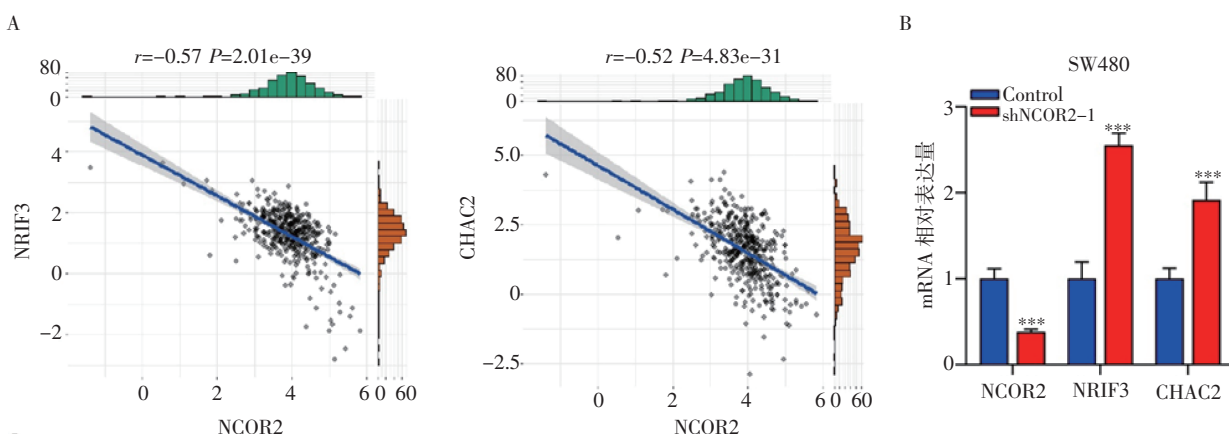 A
r=-0.57 P=2.01e-39
80
0
NRIF3
4
2
0
−2
0 2 4 6 0 60
NCOR2
r=-0.52 P=4.83e-31
80
0
CHAC2
5.0
2.5
0
−2.5
0 2 4 6 0 60
NCOR2
B
SW480
Control
shNCOR2-1
mRNA 相对表达量
3
2
1
0
***
***
***
NCOR2 NRIF3 CHAC2